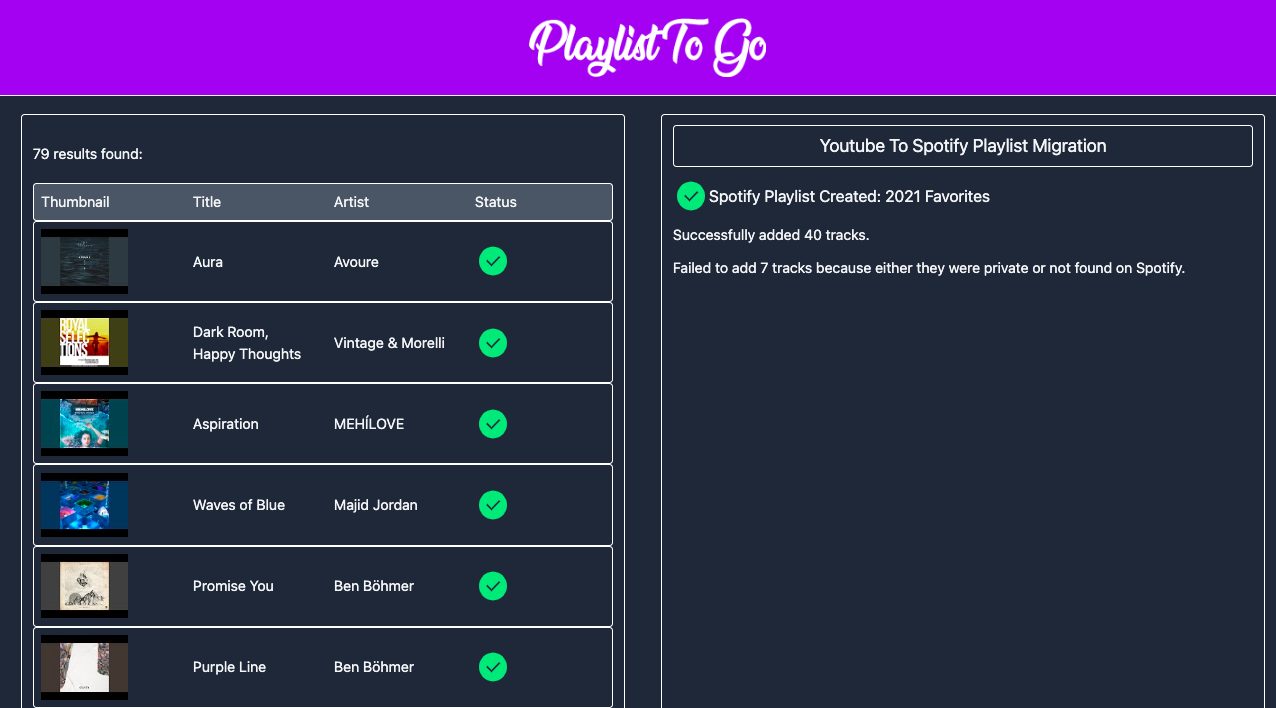 Playlist To Go
79 results found:
Thumbnail Title Artist Status
Aura Avoure
ROYAL
SELEC
TIONS
Dark Room,
Happy Thoughts
Vintage & Morelli
MEHILOVE
Aspiration MEHÍLOVE
Waves of Blue Majid Jordan
Promise You Ben Böhmer
Purple Line Ben Böhmer
Youtube To Spotify Playlist Migration
Spotify Playlist Created: 2021 Favorites
Successfully added 40 tracks.
Failed to add 7 tracks because either they were private or not found on Spotify.